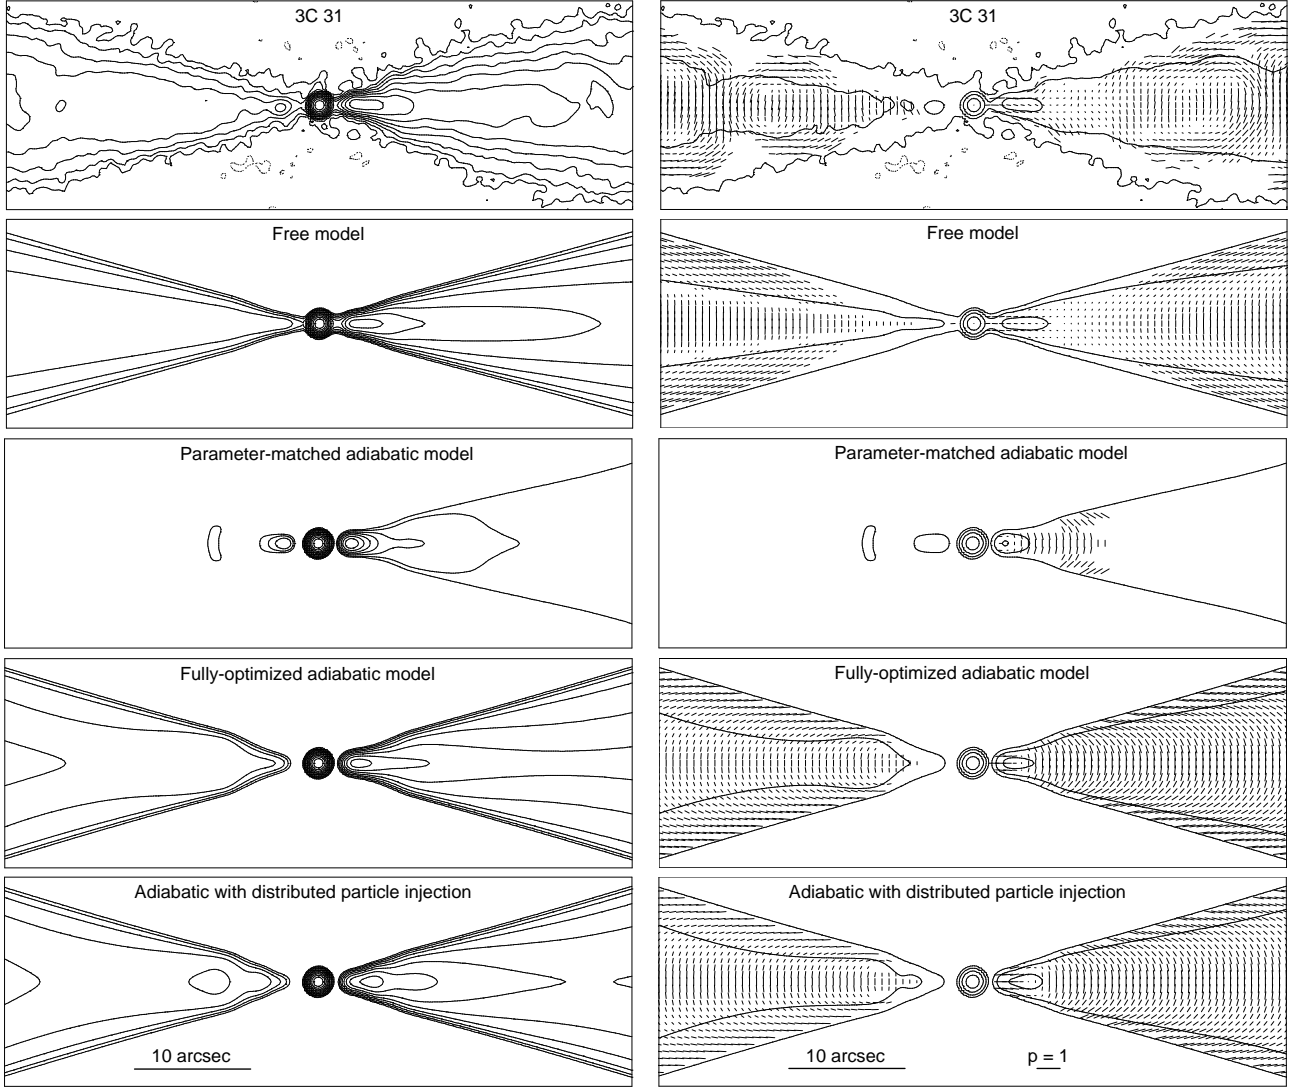 3C 31
3C 31
Free model
Free model
Parameter-matched adiabatic model
Parameter-matched adiabatic model
Fully-optimized adiabatic model
Fully-optimized adiabatic model
Adiabatic with distributed particle injection
Adiabatic with distributed particle injection
10 arcsec
10 arcsec
p = 1